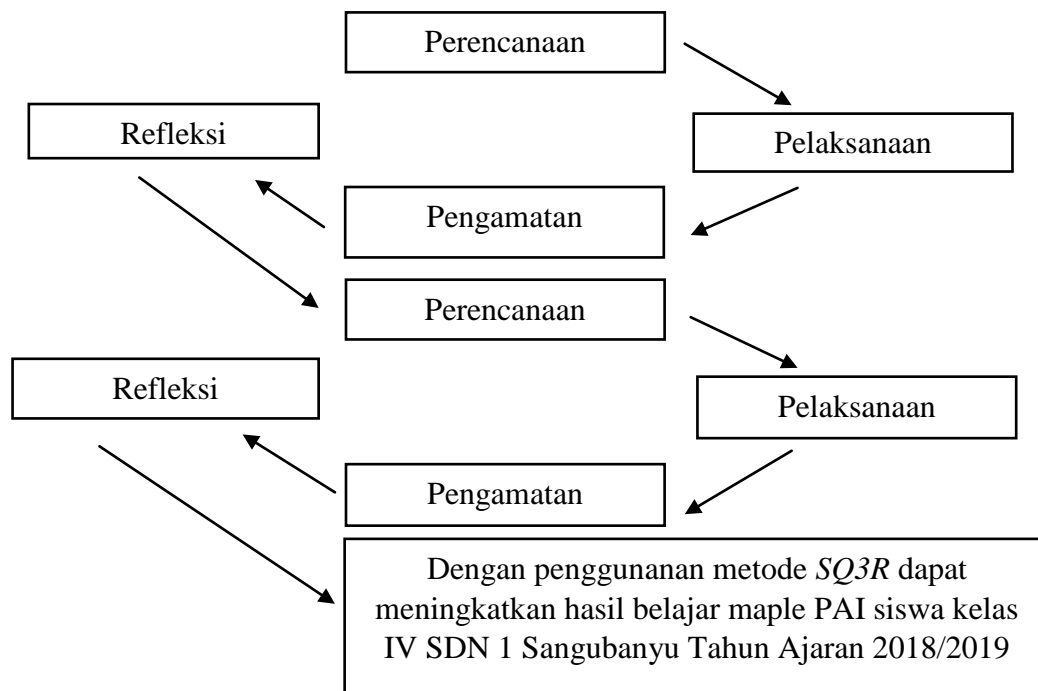 Perencanaan
Refleksi
Pelaksanaan
Pengamatan
Perencanaan
Refleksi
Pelaksanaan
Pengamatan
Dengan penggunanan metode SQ3R dapat
meningkatkan hasil belajar maple PAI siswa kelas
IV SDN 1 Sangubanyu Tahun Ajaran 2018/2019